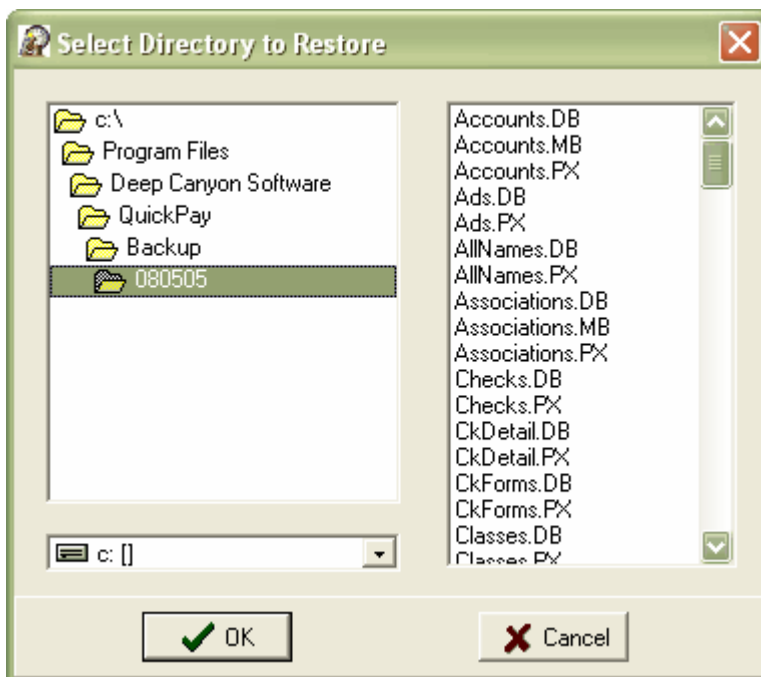 Select Directory to Restore
c:\
Program Files
Deep Canyon Software
QuickPay
Backup
080505
c: []
Accounts.DB
Accounts.MB
Accounts.PX
Ads.DB
Ads.PX
AllNames.DB
AllNames.PX
Associations.DB
Associations.MB
Associations.PX
Checks.DB
Checks.PX
CkDetail.DB
CkDetail.PX
CkForms.DB
CkForms.PX
Classes.DB
Classes.PX
OK
Cancel